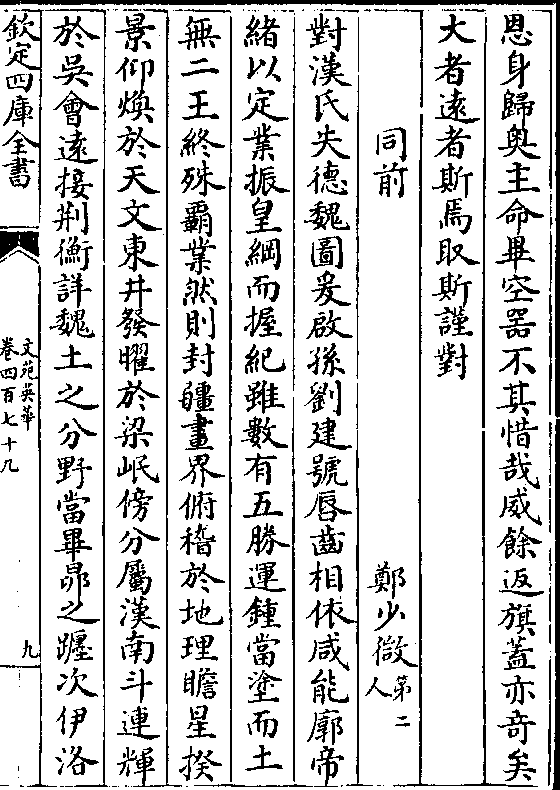 恩身歸輿主命畢空器不其惜哉威餘返旗蓋亦奇矣
大者遠者斯焉取斯謹對
同前
鄭少微第二人
對漢氏失德魏圖爰啟孫劉建號唇齒相依咸能廓帝
緒以定業振皇綱而握紀雖數有五勝運鍾當塗而土
無二王終殊霸業然則封疆畫界俯稽於地理瞻星揆
景仰煥於天文東井發曜於梁岷傍分屬漢南斗連輝
於吳會遠接荆衡詳魏土之分野當畢昴之躔次伊洛
欽定四庫全書
文苑英華
卷四百七十九
九